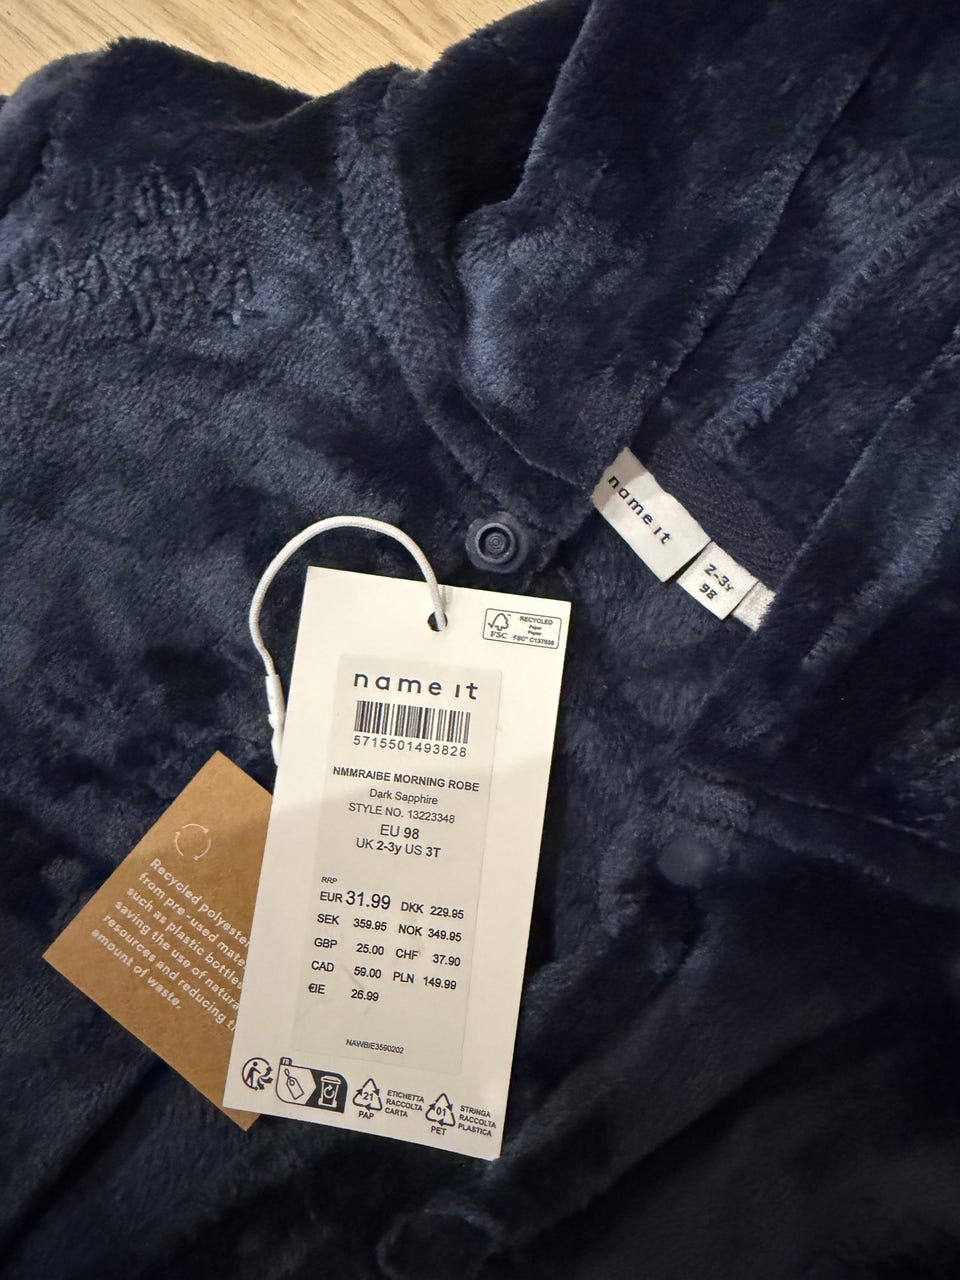 name it
2-3Y
98
RECYCLED
Paper
Papier
FSC
FSC® C137838
name it
5715501493828
NMMRAIBE MORNING ROBE
Dark Sapphire
STYLE NO. 13223348
EU 98
UK 2-3y US 3T
RRP
EUR 31.99 DKK 229.95
SEK 359.95 NOK 349.95
GBP 25.00 CHF 37.90
CAD 59.00 PLN 149.99
€IE 26.99
NAWBIE3590202
FR
21
PAP
ETICHETTA
RACCOLTA
CARTA
01
PET
STRINGA
RACCOLTA
PLASTICA
Recycled polyester
from pre-used
such as plastic bottles
saving the use of
resources and reducing
amount of waste.